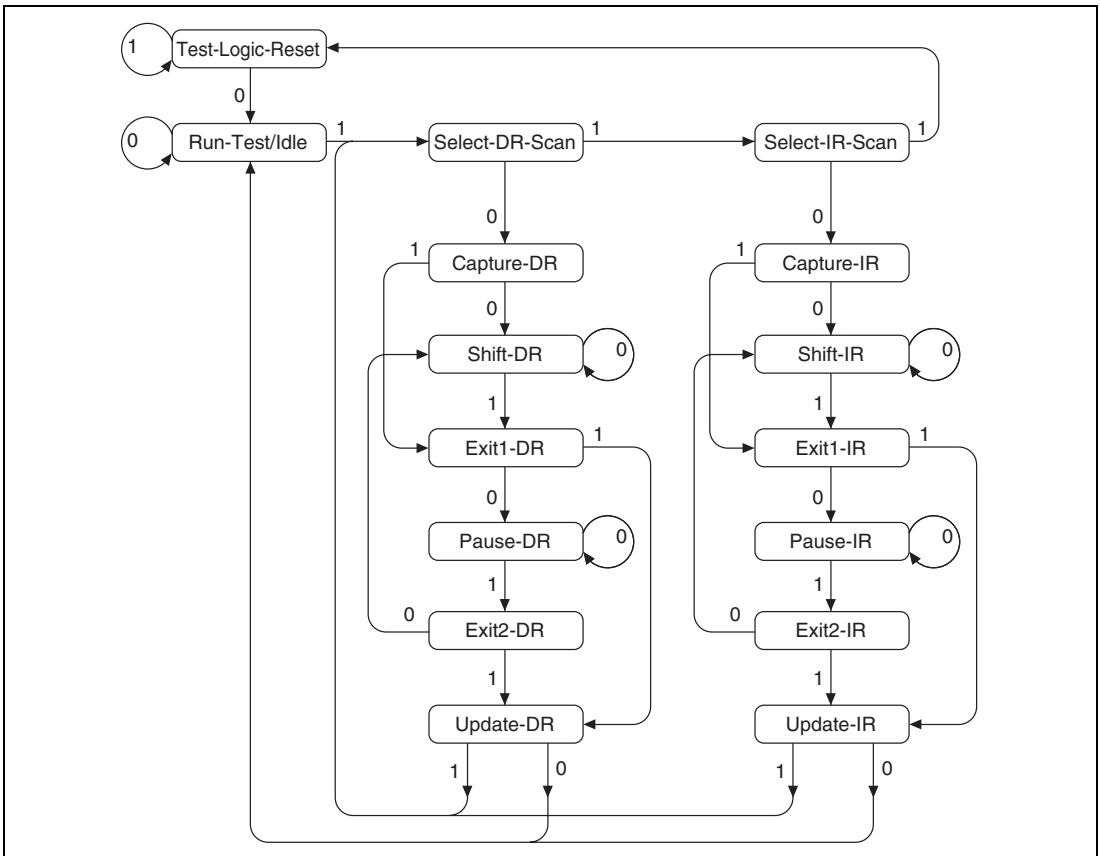 1 Test-Logic-Reset
0
0 Run-Test/Idle 1 Select-DR-Scan 1 Select-IR-Scan 1
0 0
1 Capture-DR 1 Capture-IR
0 0
Shift-DR 0 Shift-IR 0
1 1
Exit1-DR 1 Exit1-IR 1
0 0
Pause-DR 0 Pause-IR 0
1 1
0 Exit2-DR 0 Exit2-IR
1 1
Update-DR Update-IR
1 0 1 0